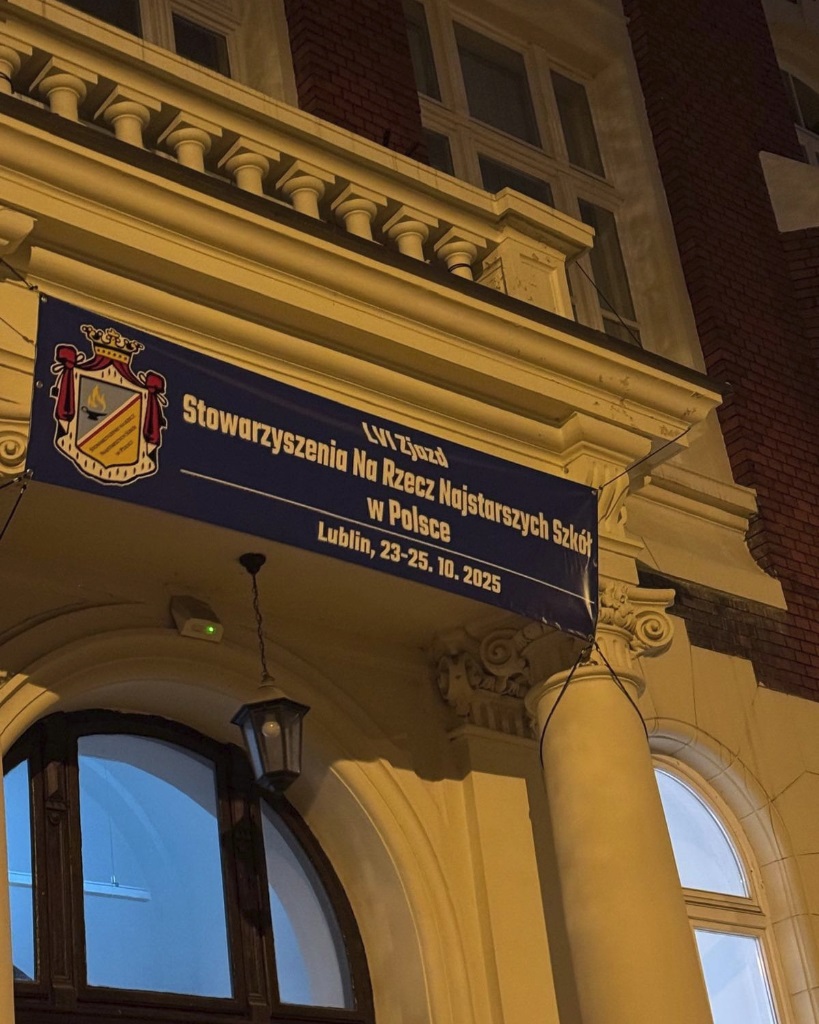 LVI Zjazd
Stowarzyszenia Na Rzecz Najstarszych Szkół
w Polsce
Lublin, 23-25. 10. 2025